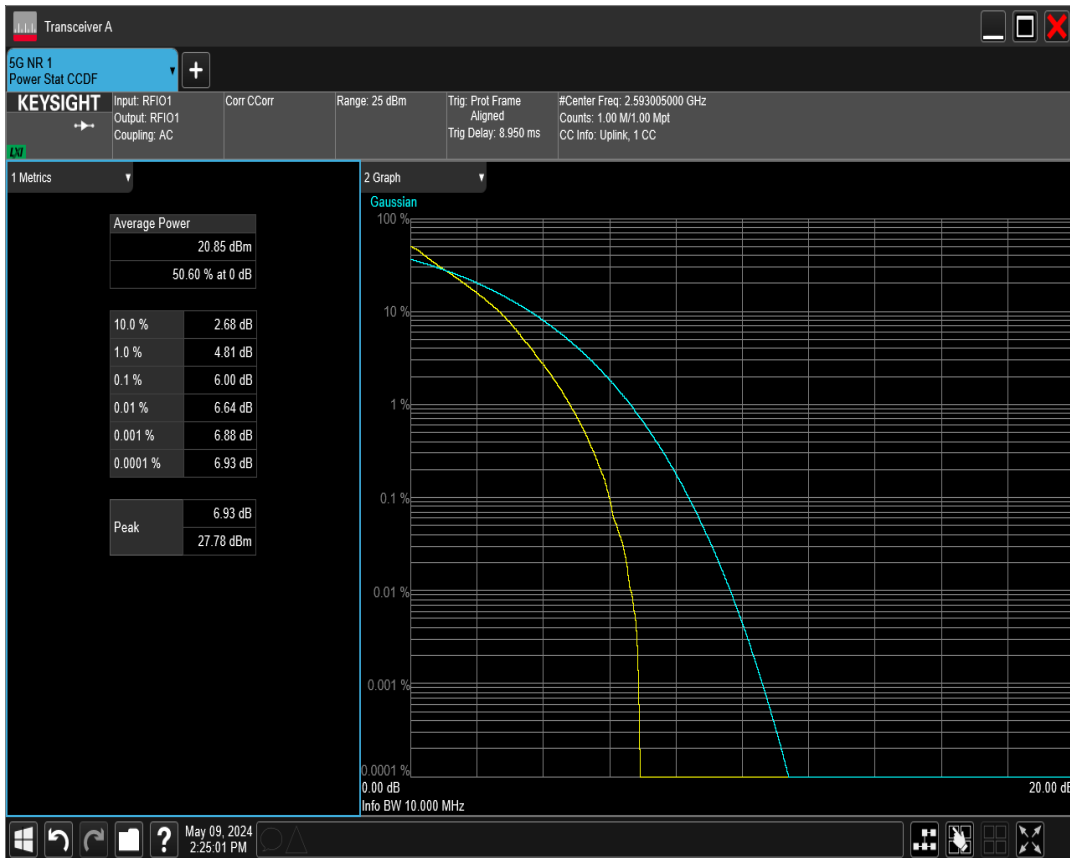 Transceiver A
5G NR 1
Power Stat CCDF
KEYSIGHT
LXI
Input: RFIO1
Output: RFIO1
Coupling: AC
Corr CCorr
Range: 25 dBm
Trig: Prot Frame
Aligned
Trig Delay: 8.950 ms
#Center Freq: 2.593005000 GHz
Counts: 1.00 M/1.00 Mpt
CC Info: Uplink, 1 CC
1 Metrics
Average Power
20.85 dBm
50.60 % at 0 dB
10.0 % 2.68 dB
1.0 % 4.81 dB
0.1 % 6.00 dB
0.01 % 6.64 dB
0.001 % 6.88 dB
0.0001 % 6.93 dB
Peak 6.93 dB
27.78 dBm
2 Graph
Gaussian
100 %
10 %
1 %
0.1 %
0.01 %
0.001 %
0.0001 %
0.00 dB 20.00 dB
Info BW 10.000 MHz
?
May 09, 2024
2:25:01 PM